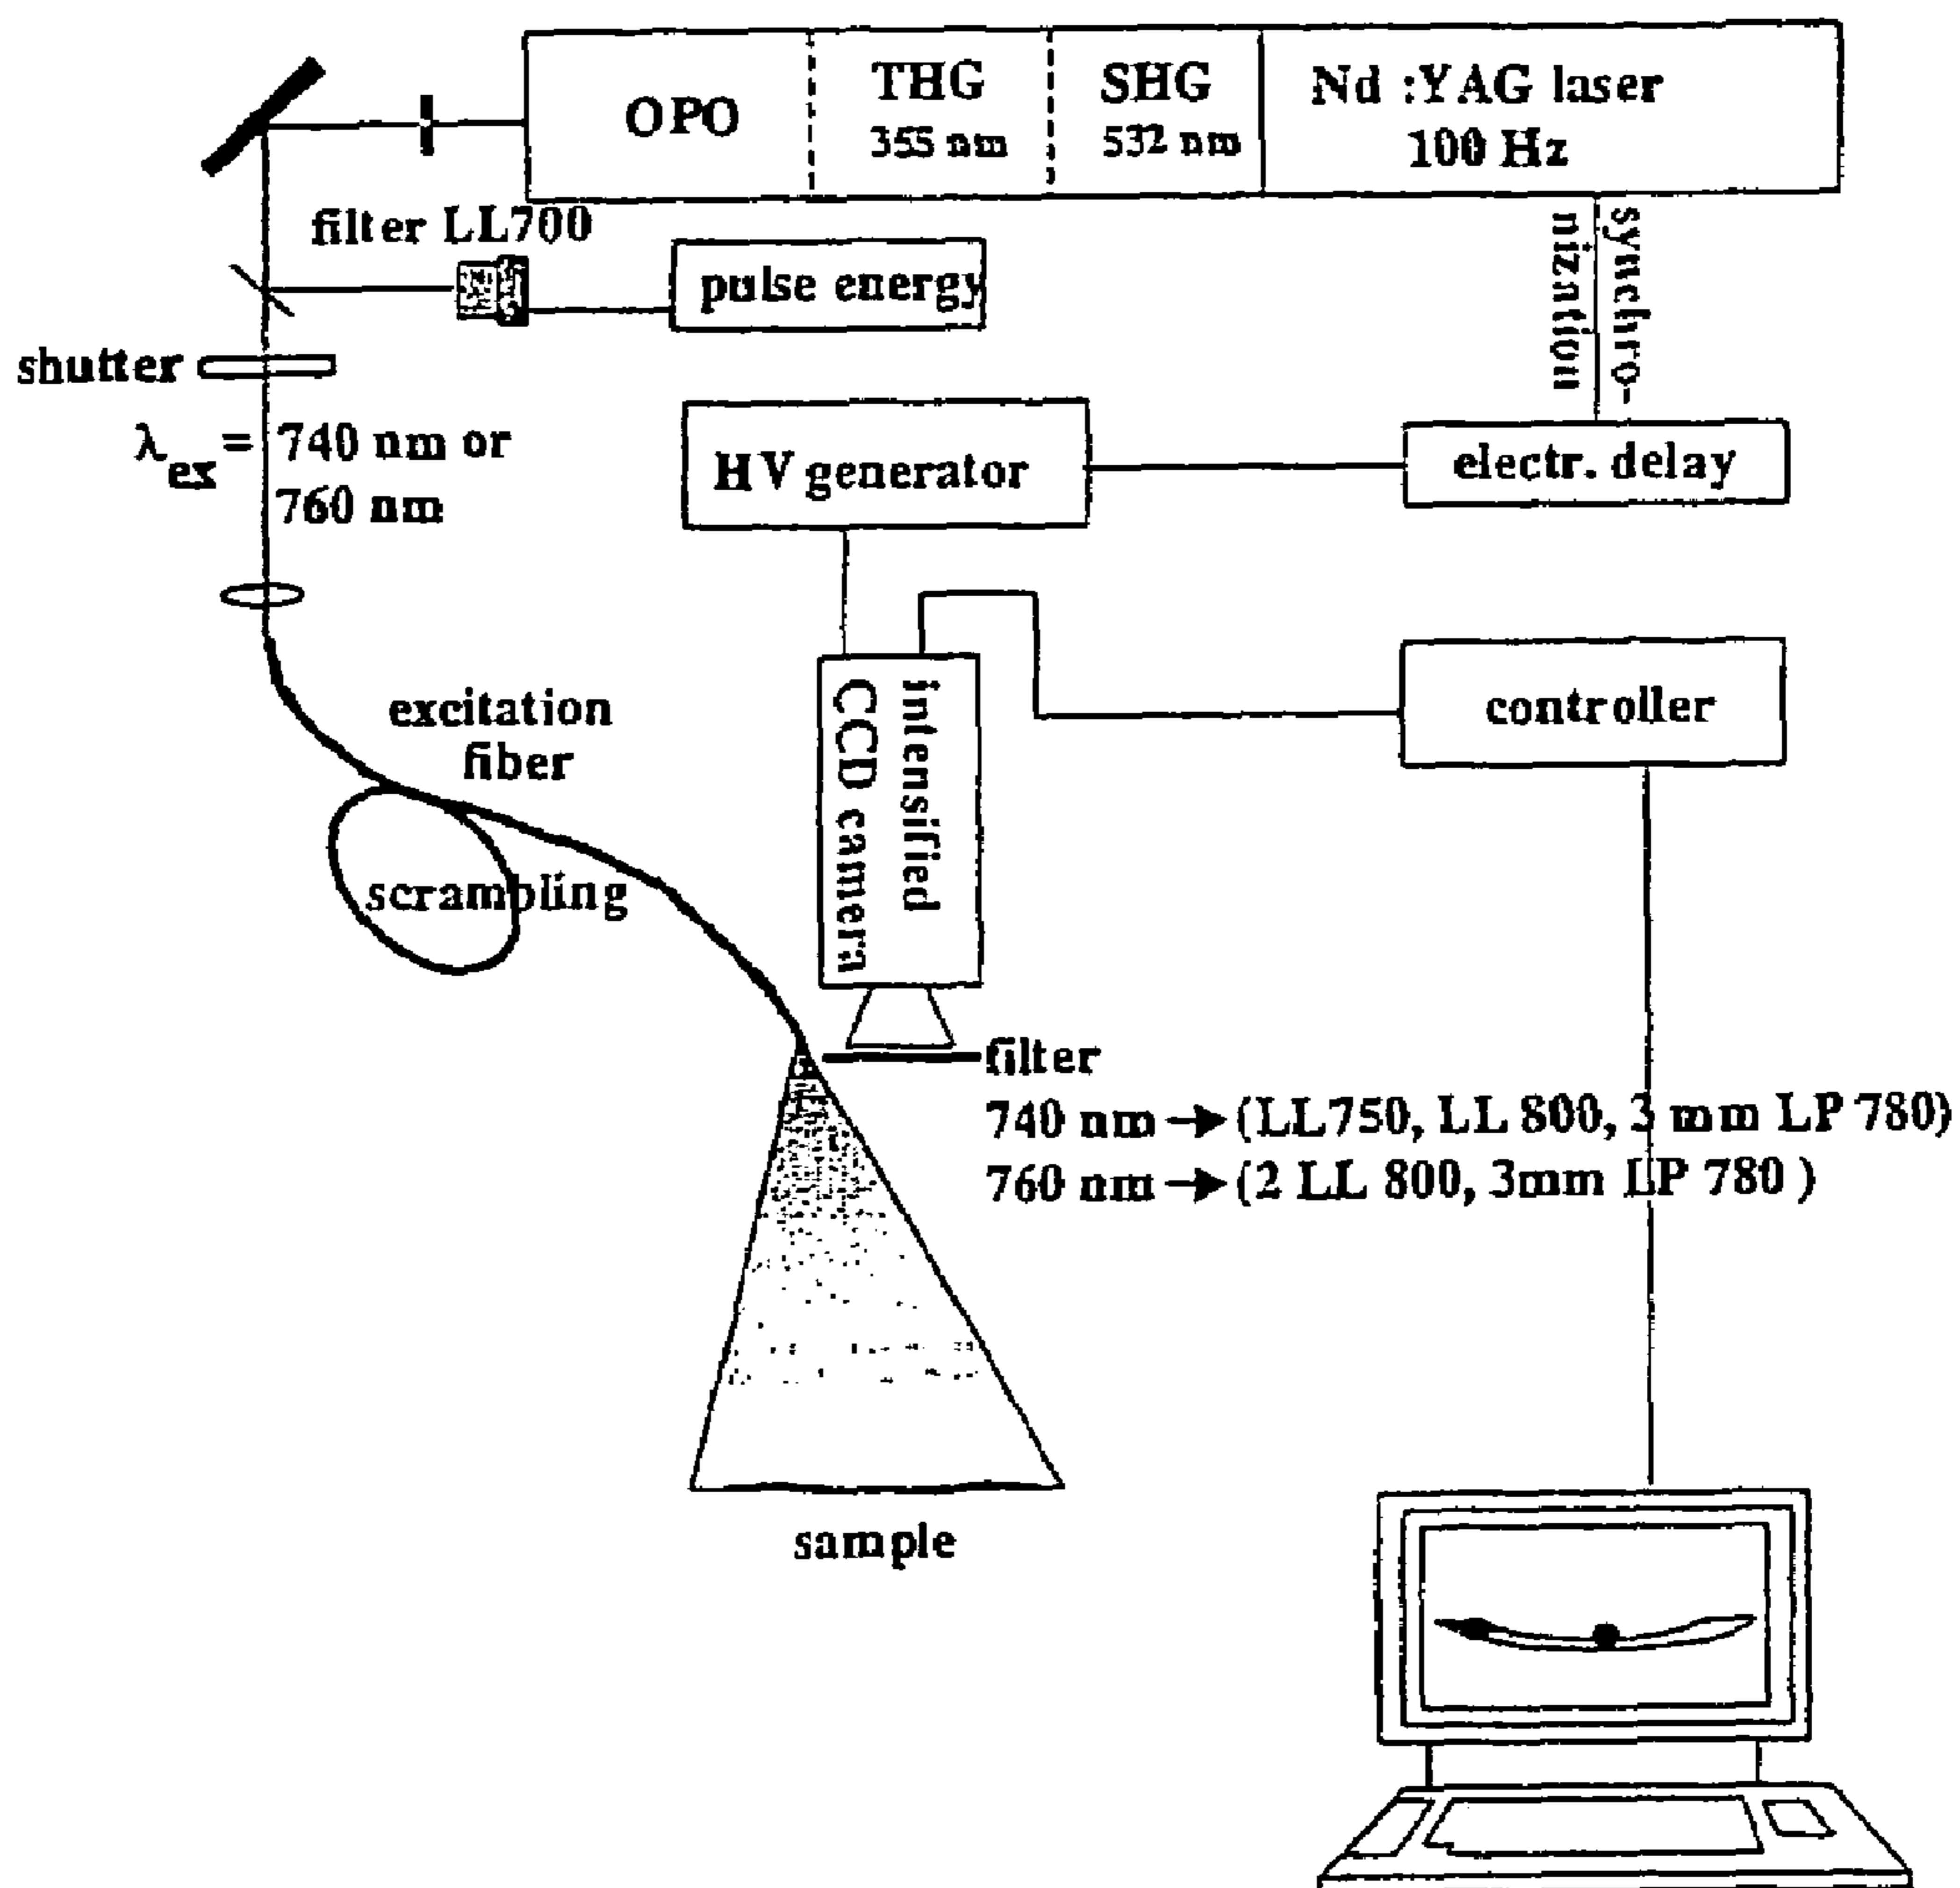 OPO
THG
355 nm
SHG
532 nm
Nd :YAG laser
100 Hz
filter LL700
pulse energy
synchro-
nization
shutter
λex = 740 nm or
760 nm
HV generator
electr. delay
excitation
fiber
scrambling
intensified
CCD camera
controller
filter
740 nm → (LL750, LL 800, 3 mm LP 780)
760 nm → (2 LL 800, 3mm LP 780 )
sample